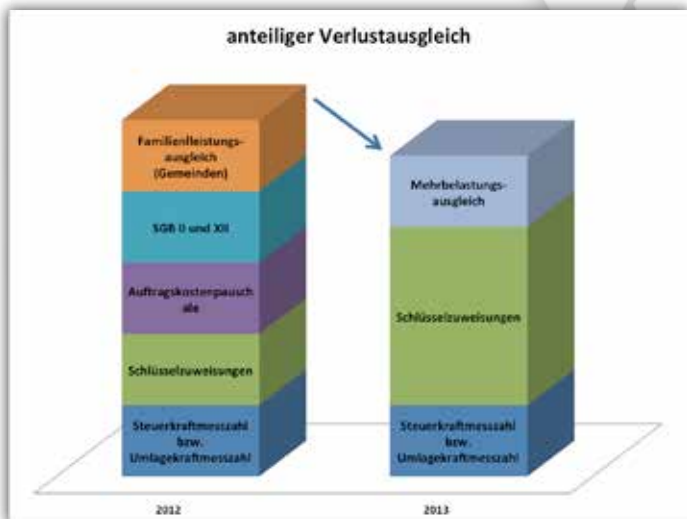 anteiliger Verlustausgleich
Familienleistungs-
ausgleich
(Gemeinden)
SGB II und XII
Auftragskostenpausch
ale
Schlüsselzuweisungen
Steuerkraftmesszahl
bzw.
Umlagekraftmesszahl
Mehrbelastungs-
ausgleich
Schlüsselzuweisungen
Steuerkraftmesszahl
bzw.
Umlagekraftmesszahl
2012
2013